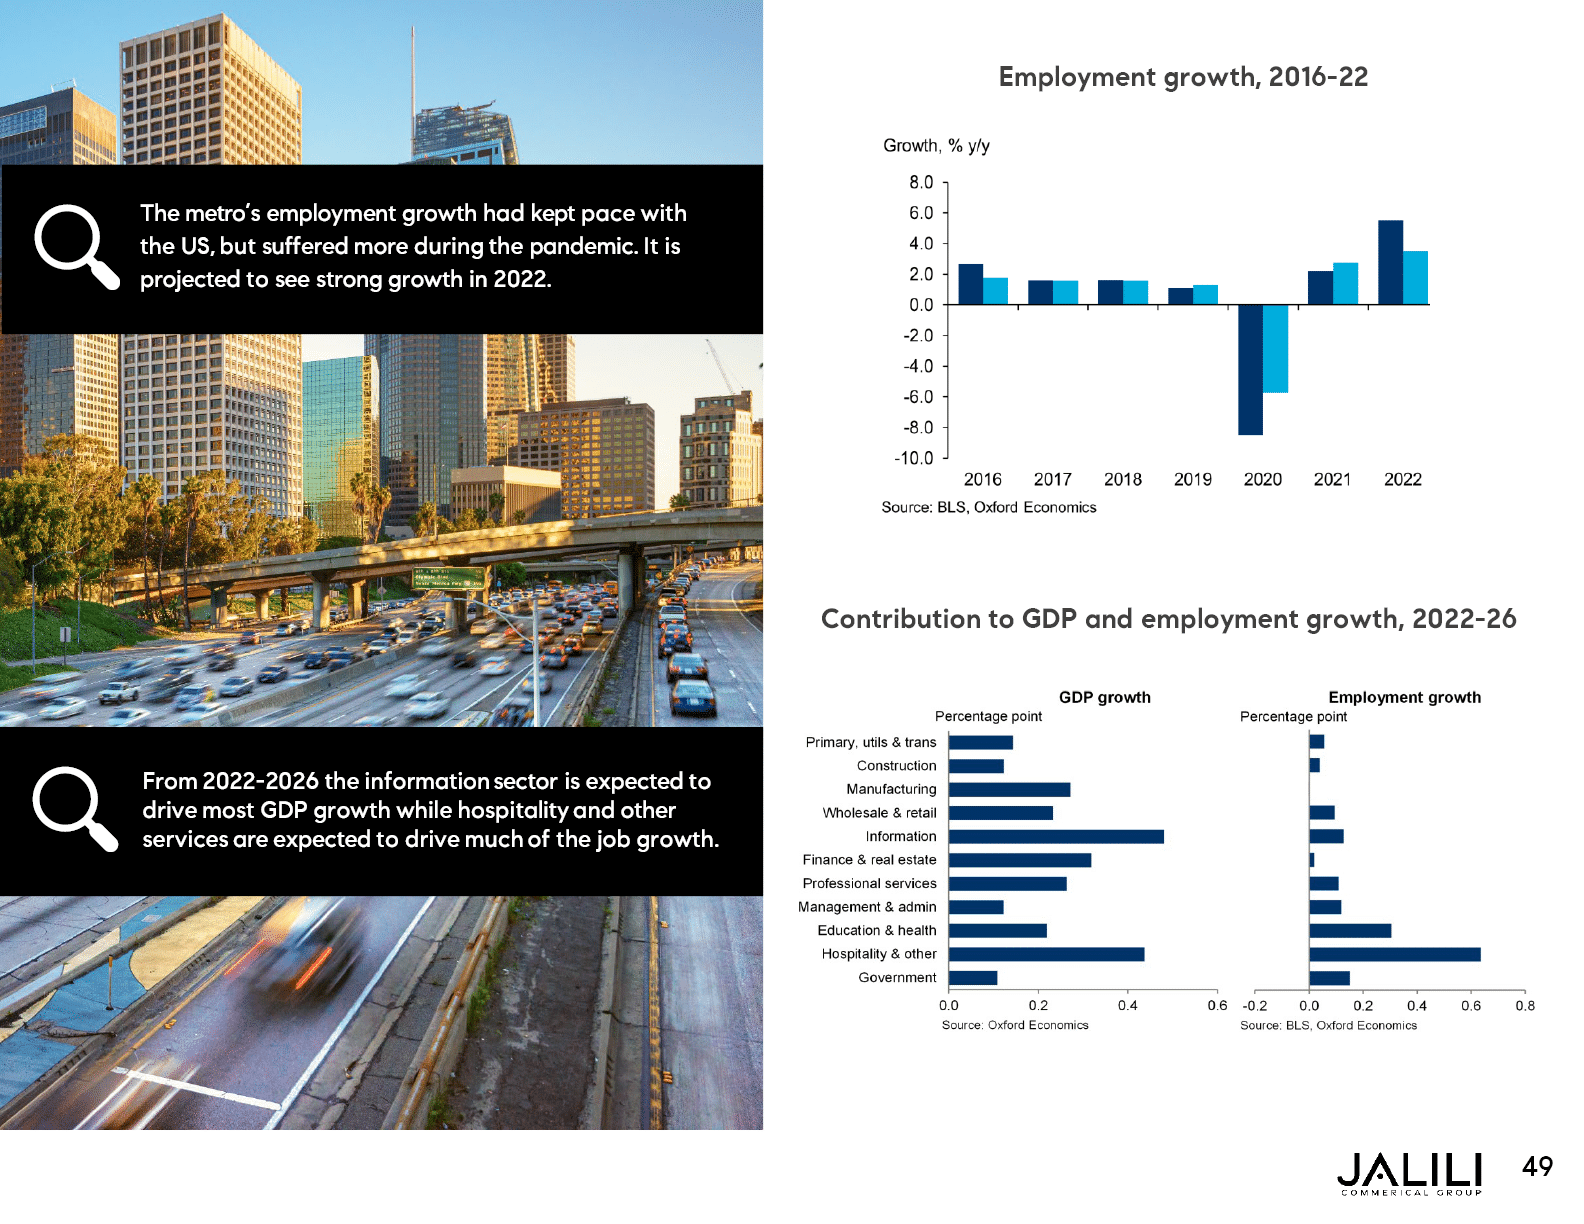 The metro's employment growth had kept pace with
the US, but suffered more during the pandemic. It is
projected to see strong growth in 2022.
Olympic Blvd
From 2022-2026 the information sector is expected to
drive most GDP growth while hospitality and other
services are expected to drive much of the job growth.
Employment growth, 2016-22
Growth, % y/y
8.0
6.0
4.0
2.0
0.0
-2.0
-4.0
-6.0
-8.0
-10.0
2016 2017 2018 2019 2020 2021 2022
Source: BLS, Oxford Economics
Contribution to GDP and employment growth, 2022-26
GDP growth
Percentage point
Primary, utils & trans
Construction
Manufacturing
Wholesale & retail
Information
Finance & real estate
Professional services
Management & admin
Education & health
Hospitality & other
Government
0.0 0.2 0.4 0.6
Source: Oxford Economics
Employment growth
Percentage point
-0.2 0.0 0.2 0.4 0.6 0.8
Source: BLS, Oxford Economics
JALILI
COMMERICAL GROUP
49